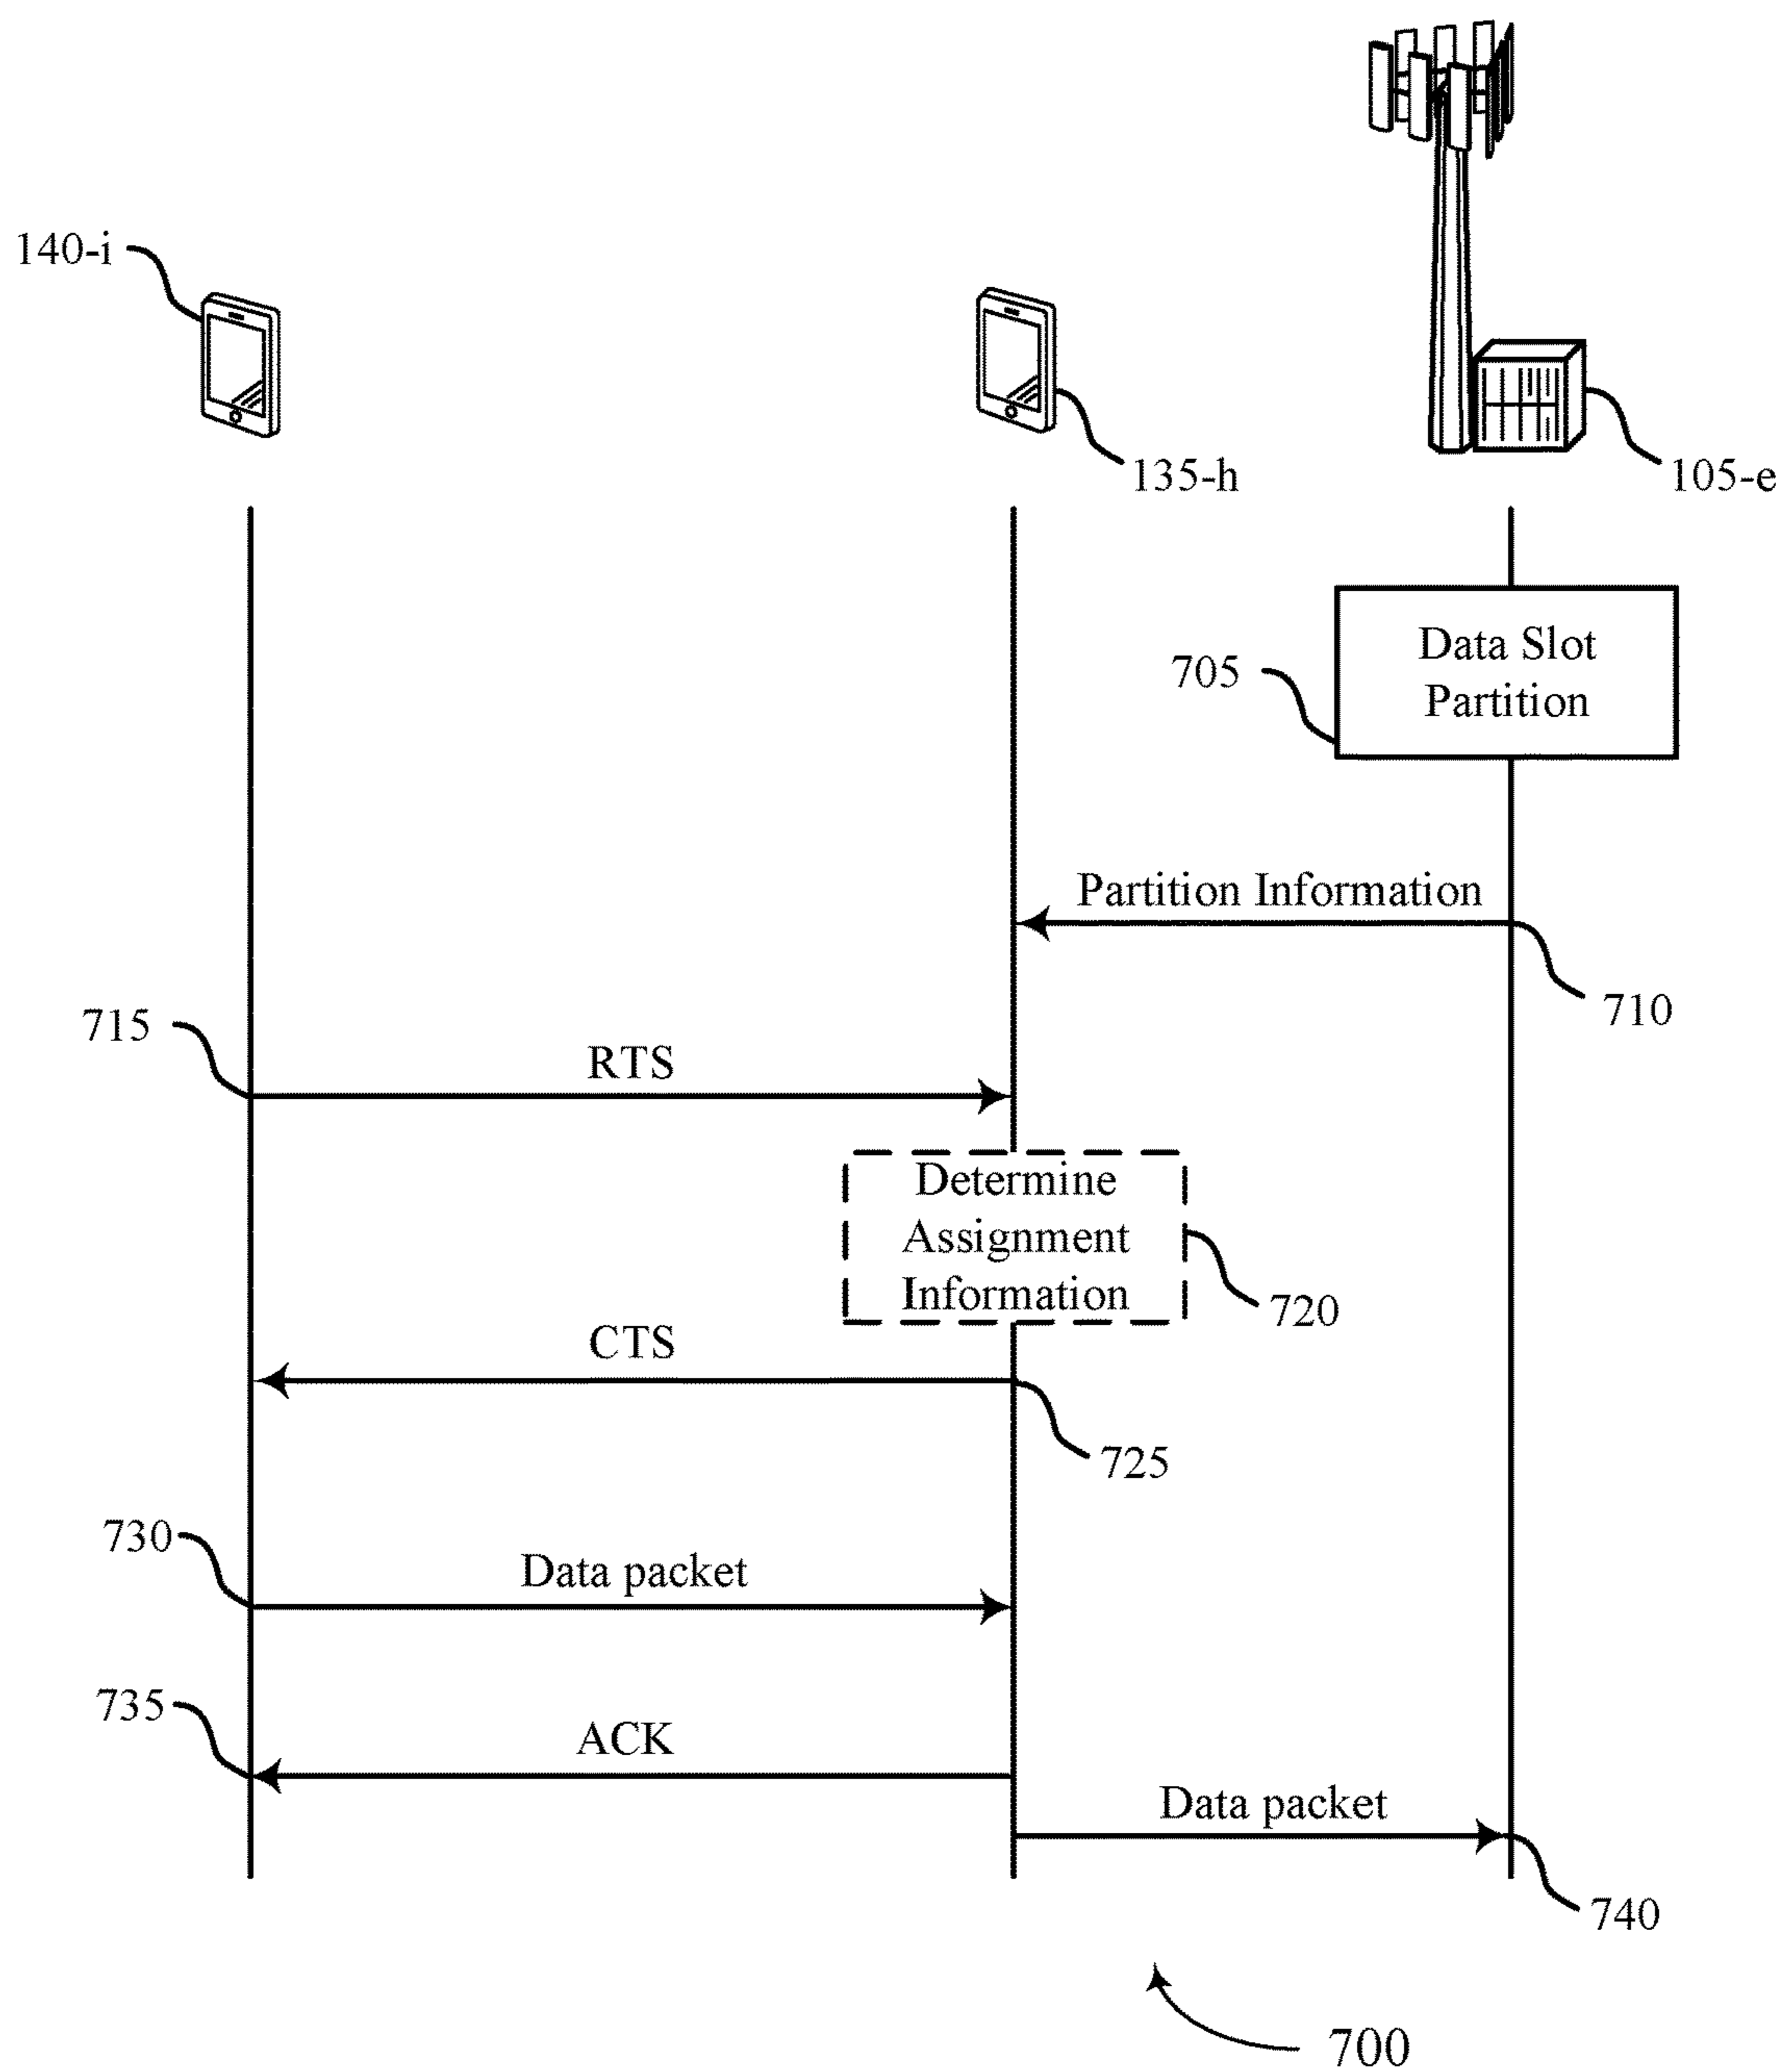 140-i
135-h
105-e
Data Slot
Partition
705
Partition Information
710
715
RTS
Determine
Assignment
Information
720
CTS
725
730
Data packet
735
ACK
Data packet
740
700